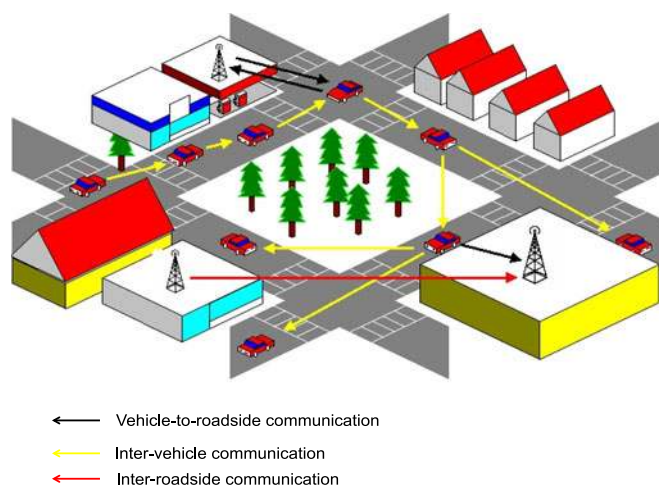 Vehicle-to-roadside communication
Inter-vehicle communication
Inter-roadside communication